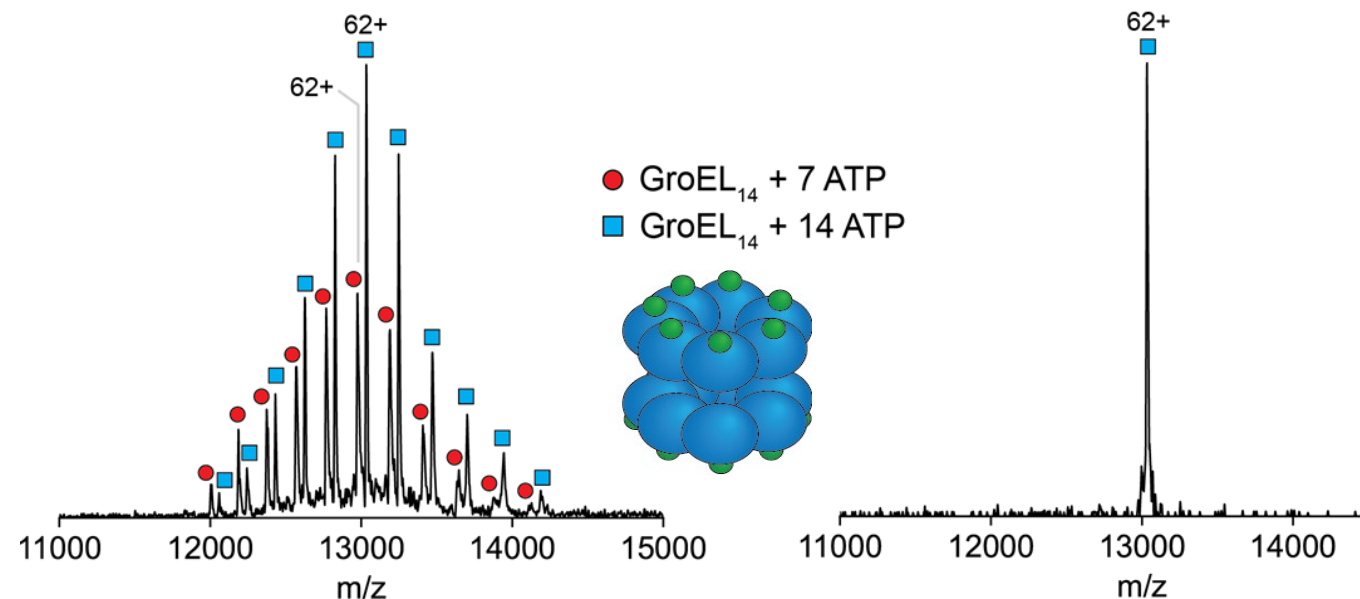 62+
62+
11000 12000 13000 14000 15000
m/z
GroEL₁₄ + 7 ATP
GroEL₁₄ + 14 ATP
62+
11000 12000 13000 14000
m/z